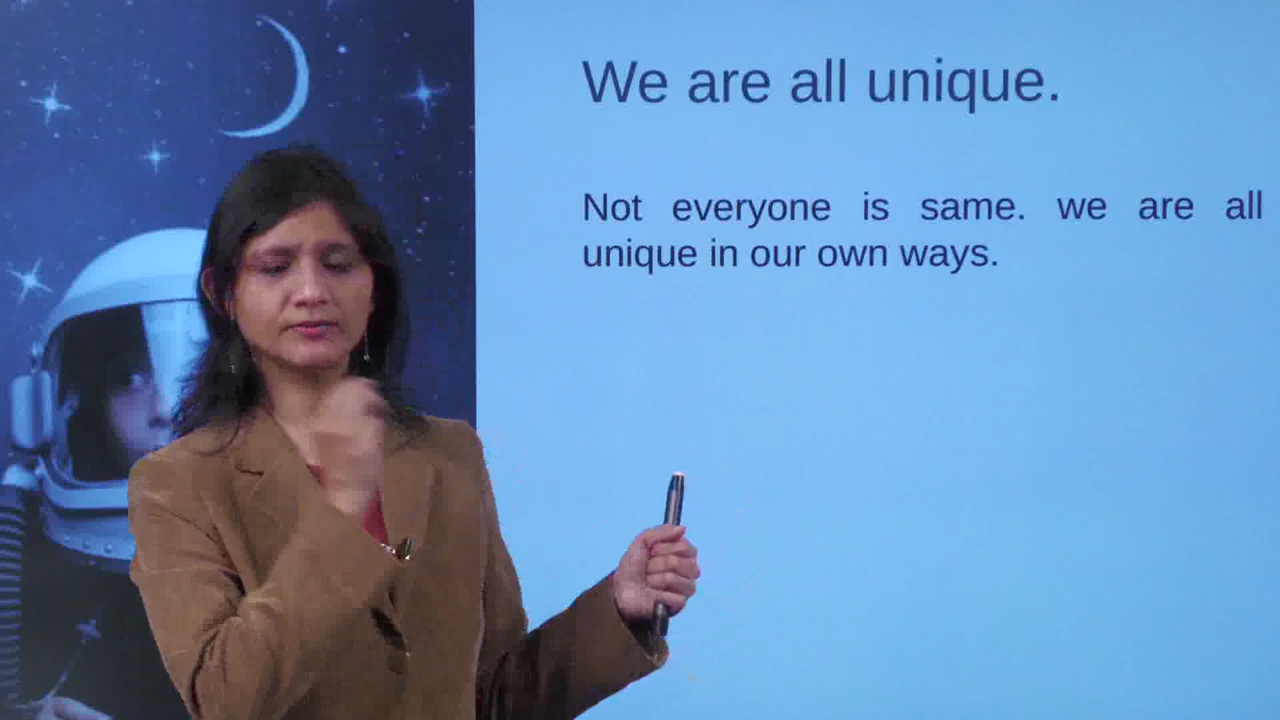 We are all unique.
Not everyone is same. we are all
unique in our own ways.